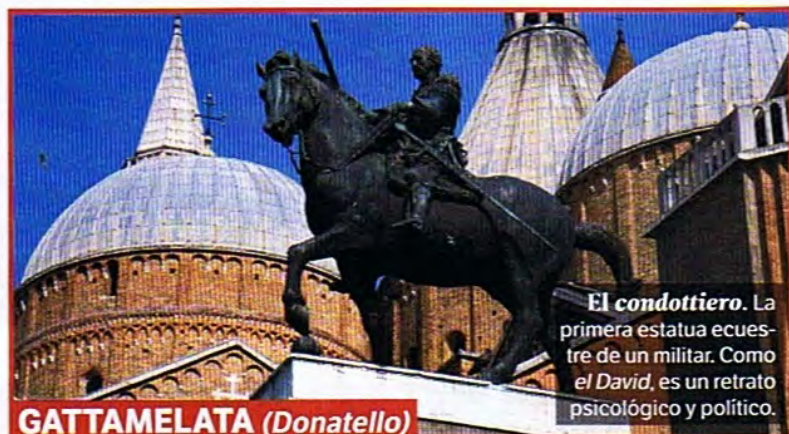 El condottiero. La
primera estatua ecues-
tre de un militar. Como
el David, es un retrato
psicológico y político.
GATTAMELATA (Donatello)